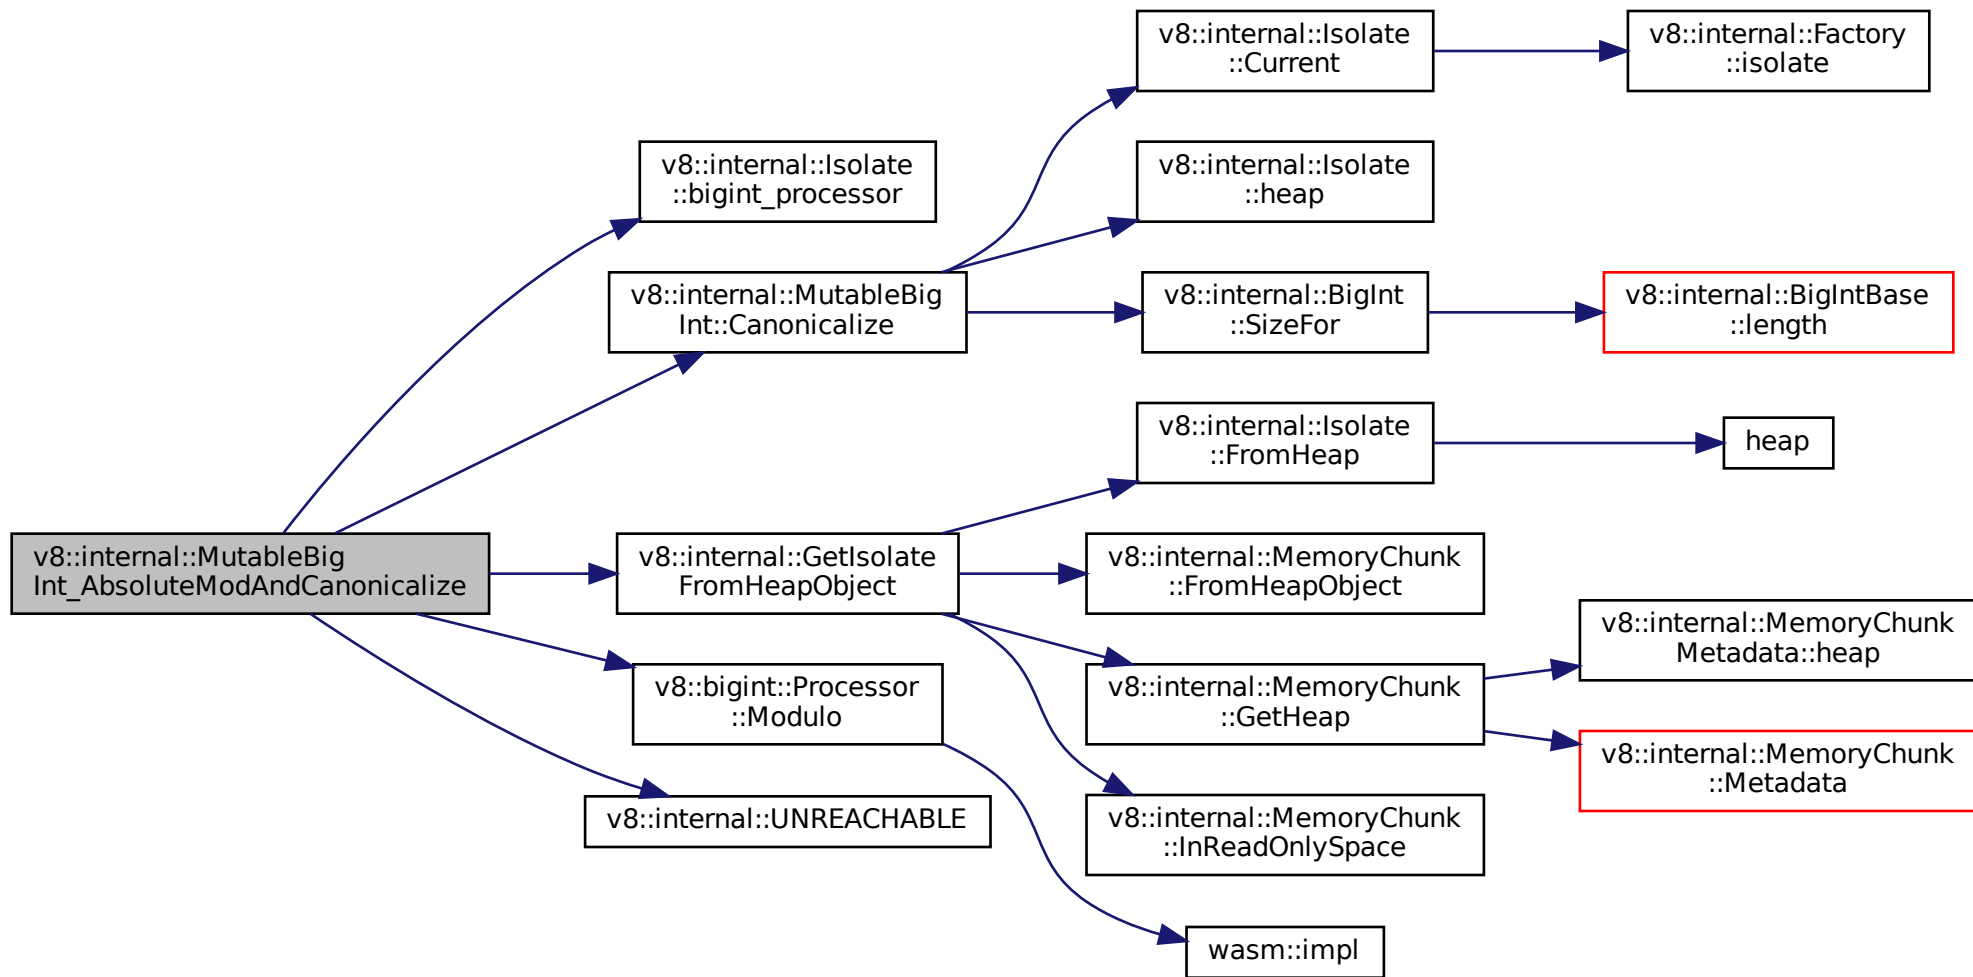 v8::internal::MutableBig
Int_AbsoluteModAndCanonicalize
v8::internal::Isolate
::bigint_processor
v8::internal::MutableBig
Int::Canonicalize
v8::internal::Isolate
::Current
v8::internal::Factory
::isolate
v8::internal::Isolate
::heap
v8::internal::BigInt
::SizeFor
v8::internal::BigIntBase
::length
v8::internal::GetIsolate
FromHeapObject
v8::internal::Isolate
::FromHeap
heap
v8::internal::MemoryChunk
::FromHeapObject
v8::internal::MemoryChunk
::GetHeap
v8::internal::MemoryChunk
Metadata::heap
v8::internal::MemoryChunk
::Metadata
v8::internal::MemoryChunk
::InReadOnlySpace
v8::bigint::Processor
::Modulo
wasm::impl
v8::internal::UNREACHABLE